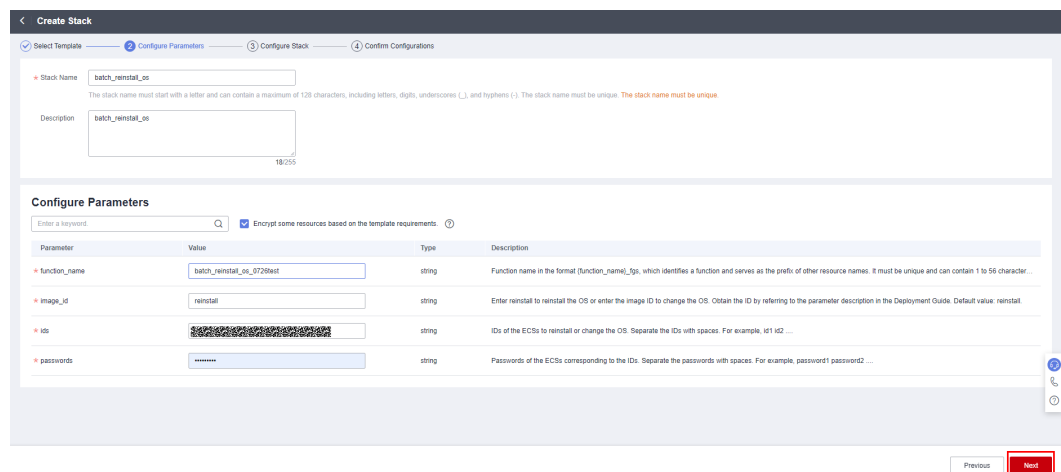 Create Stack
Select Template 2 Configure Parameters 3 Configure Stack 4 Confirm Configurations
* Stack Name batch_reinstall_os
The stack name must start with a letter and can contain a maximum of 128 characters, including letters, digits, underscores (_), and hyphens (-). The stack name must be unique. The stack name must be unique.
Description batch_reinstall_os
18/255
Configure Parameters
Enter a keyword. Encrypt some resources based on the template requirements.
Parameter Value Type Description
* function_name batch_reinstall_os_0726test string Function name in the format {function_name}_fgs, which identifies a function and serves as the prefix of other resource names. It must be unique and can contain 1 to 56 character...
* image_id reinstall string Enter reinstall to reinstall the OS or enter the image ID to change the OS. Obtain the ID by referring to the parameter description in the Deployment Guide. Default value: reinstall.
* ids string IDs of the ECSs to reinstall or change the OS. Separate the IDs with spaces. For example, id1 id2 ....
* passwords ········· string Passwords of the ECSs corresponding to the IDs. Separate the passwords with spaces. For example, password1 password2 ....
Previous Next